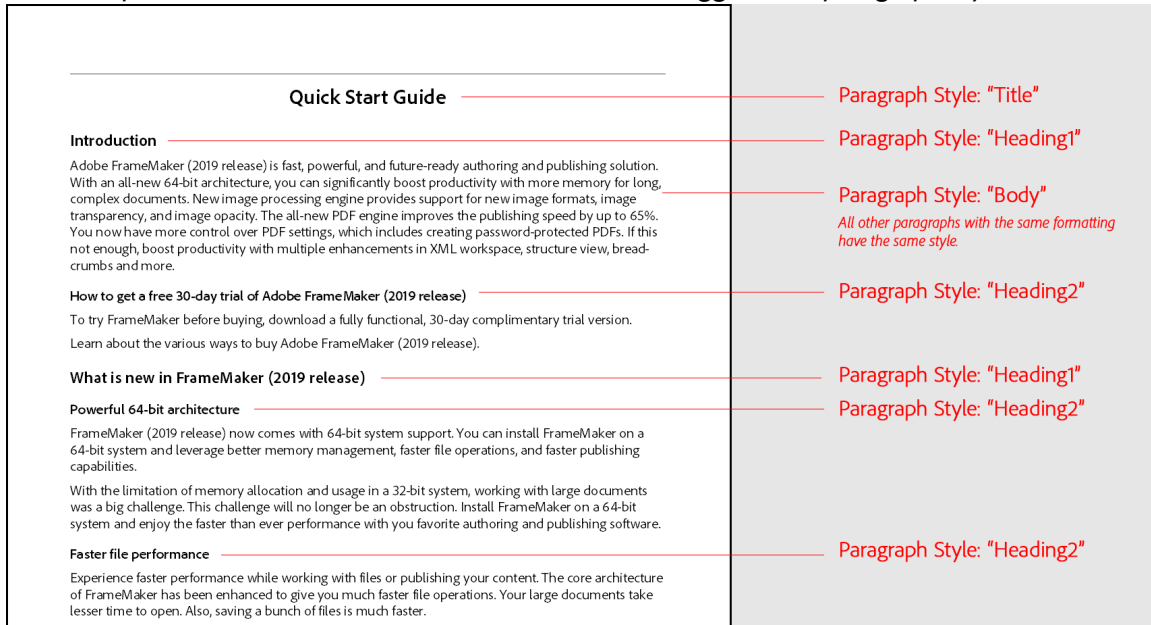 Quick Start Guide
Paragraph Style: "Title"
Introduction
Paragraph Style: "Heading1"
Adobe FrameMaker (2019 release) is fast, powerful, and future-ready authoring and publishing solution.
With an all-new 64-bit architecture, you can significantly boost productivity with more memory for long,
complex documents. New image processing engine provides support for new image formats, image
transparency, and image opacity. The all-new PDF engine improves the publishing speed by up to 65%.
You now have more control over PDF settings, which includes creating password-protected PDFs. If this
not enough, boost productivity with multiple enhancements in XML workspace, structure view, bread-
crumbs and more.
Paragraph Style: "Body"
All other paragraphs with the same formatting
have the same style.
How to get a free 30-day trial of Adobe FrameMaker (2019 release)
Paragraph Style: "Heading2"
To try FrameMaker before buying, download a fully functional, 30-day complimentary trial version.
Learn about the various ways to buy Adobe FrameMaker (2019 release).
What is new in FrameMaker (2019 release)
Paragraph Style: "Heading1"
Powerful 64-bit architecture
Paragraph Style: "Heading2"
FrameMaker (2019 release) now comes with 64-bit system support. You can install FrameMaker on a
64-bit system and leverage better memory management, faster file operations, and faster publishing
capabilities.
With the limitation of memory allocation and usage in a 32-bit system, working with large documents
was a big challenge. This challenge will no longer be an obstruction. Install FrameMaker on a 64-bit
system and enjoy the faster than ever performance with you favorite authoring and publishing software.
Faster file performance
Paragraph Style: "Heading2"
Experience faster performance while working with files or publishing your content. The core architecture
of FrameMaker has been enhanced to give you much faster file operations. Your large documents take
lesser time to open. Also, saving a bunch of files is much faster.